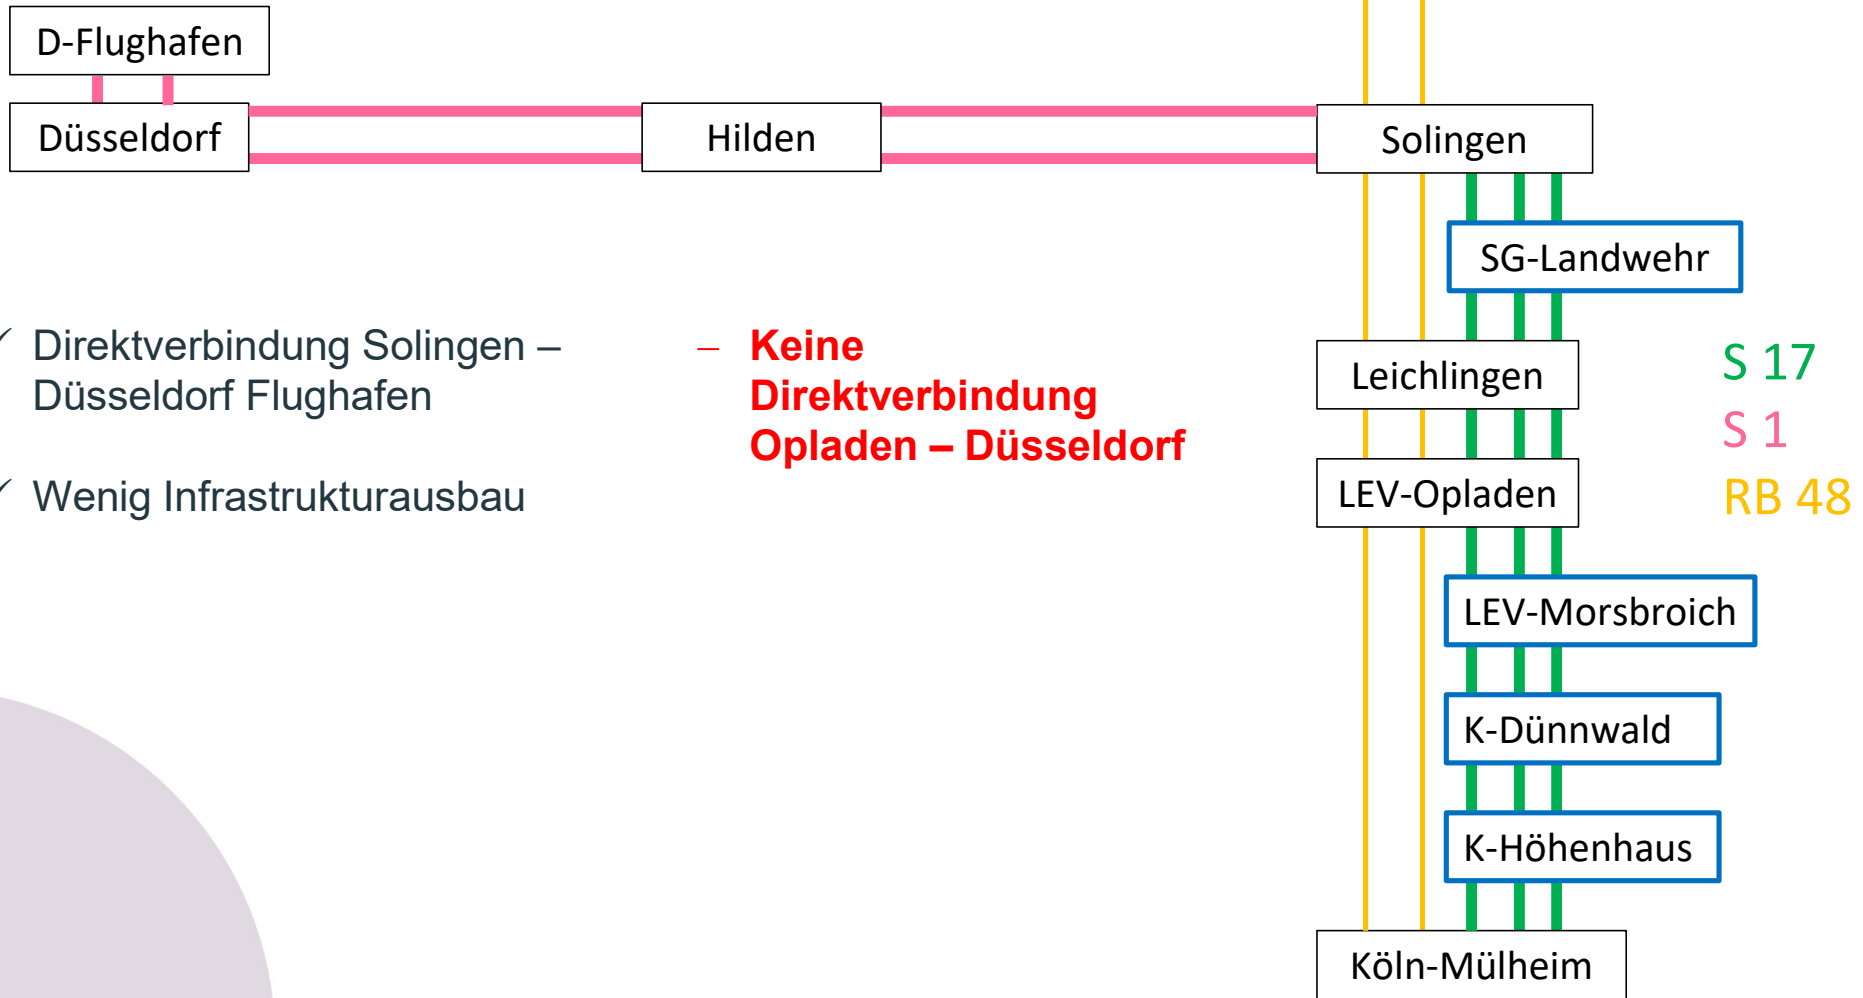 D-Flughafen
Düsseldorf
Hilden
Solingen
SG-Landwehr
✓ Direktverbindung Solingen –
Düsseldorf Flughafen
✓ Wenig Infrastrukturausbau
– Keine
Direktverbindung
Opladen – Düsseldorf
Leichlingen
LEV-Opladen
S 17
S 1
RB 48
LEV-Morsbroich
K-Dünnwald
K-Höhenhaus
Köln-Mülheim